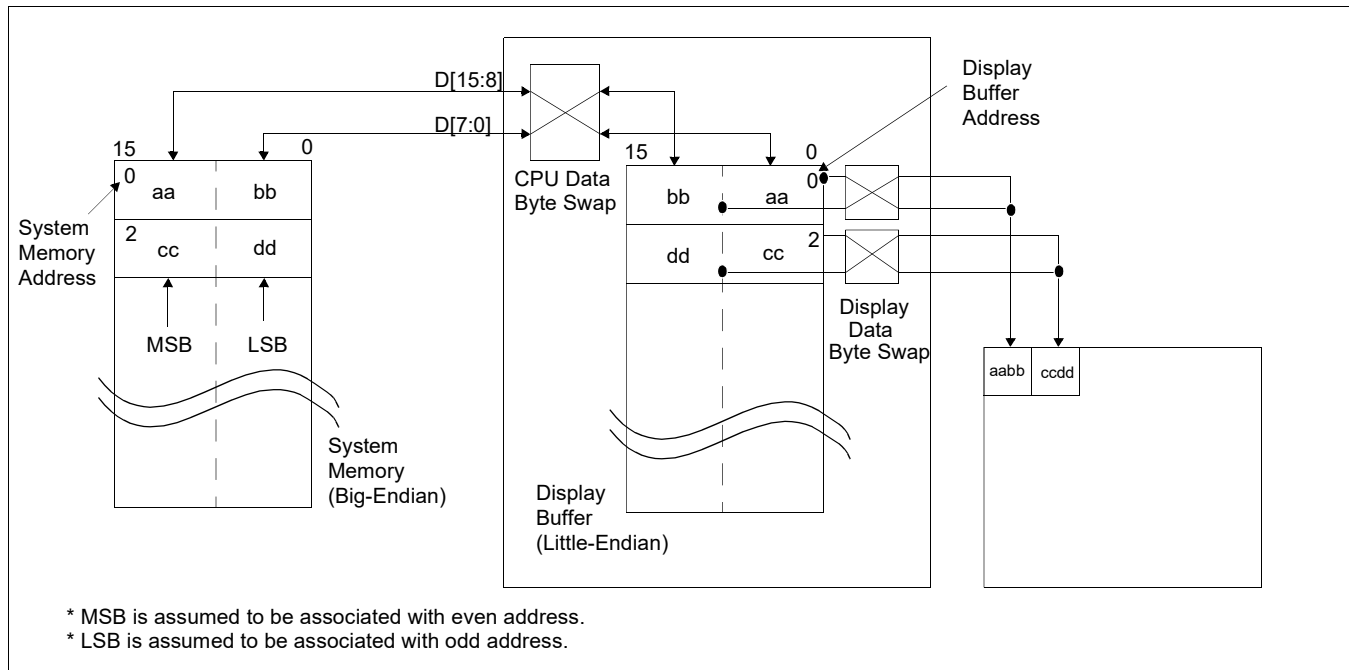 D[15:8]
D[7:0]
Display
Buffer
Address
15
0
CPU Data
Byte Swap
15
0
0
aa
bb
bb
aa
0
System
Memory
Address
2
cc
dd
dd
cc
2
MSB
LSB
Display
Data
Byte Swap
aabb
ccdd
System
Memory
(Big-Endian)
Display
Buffer
(Little-Endian)
* MSB is assumed to be associated with even address.
* LSB is assumed to be associated with odd address.